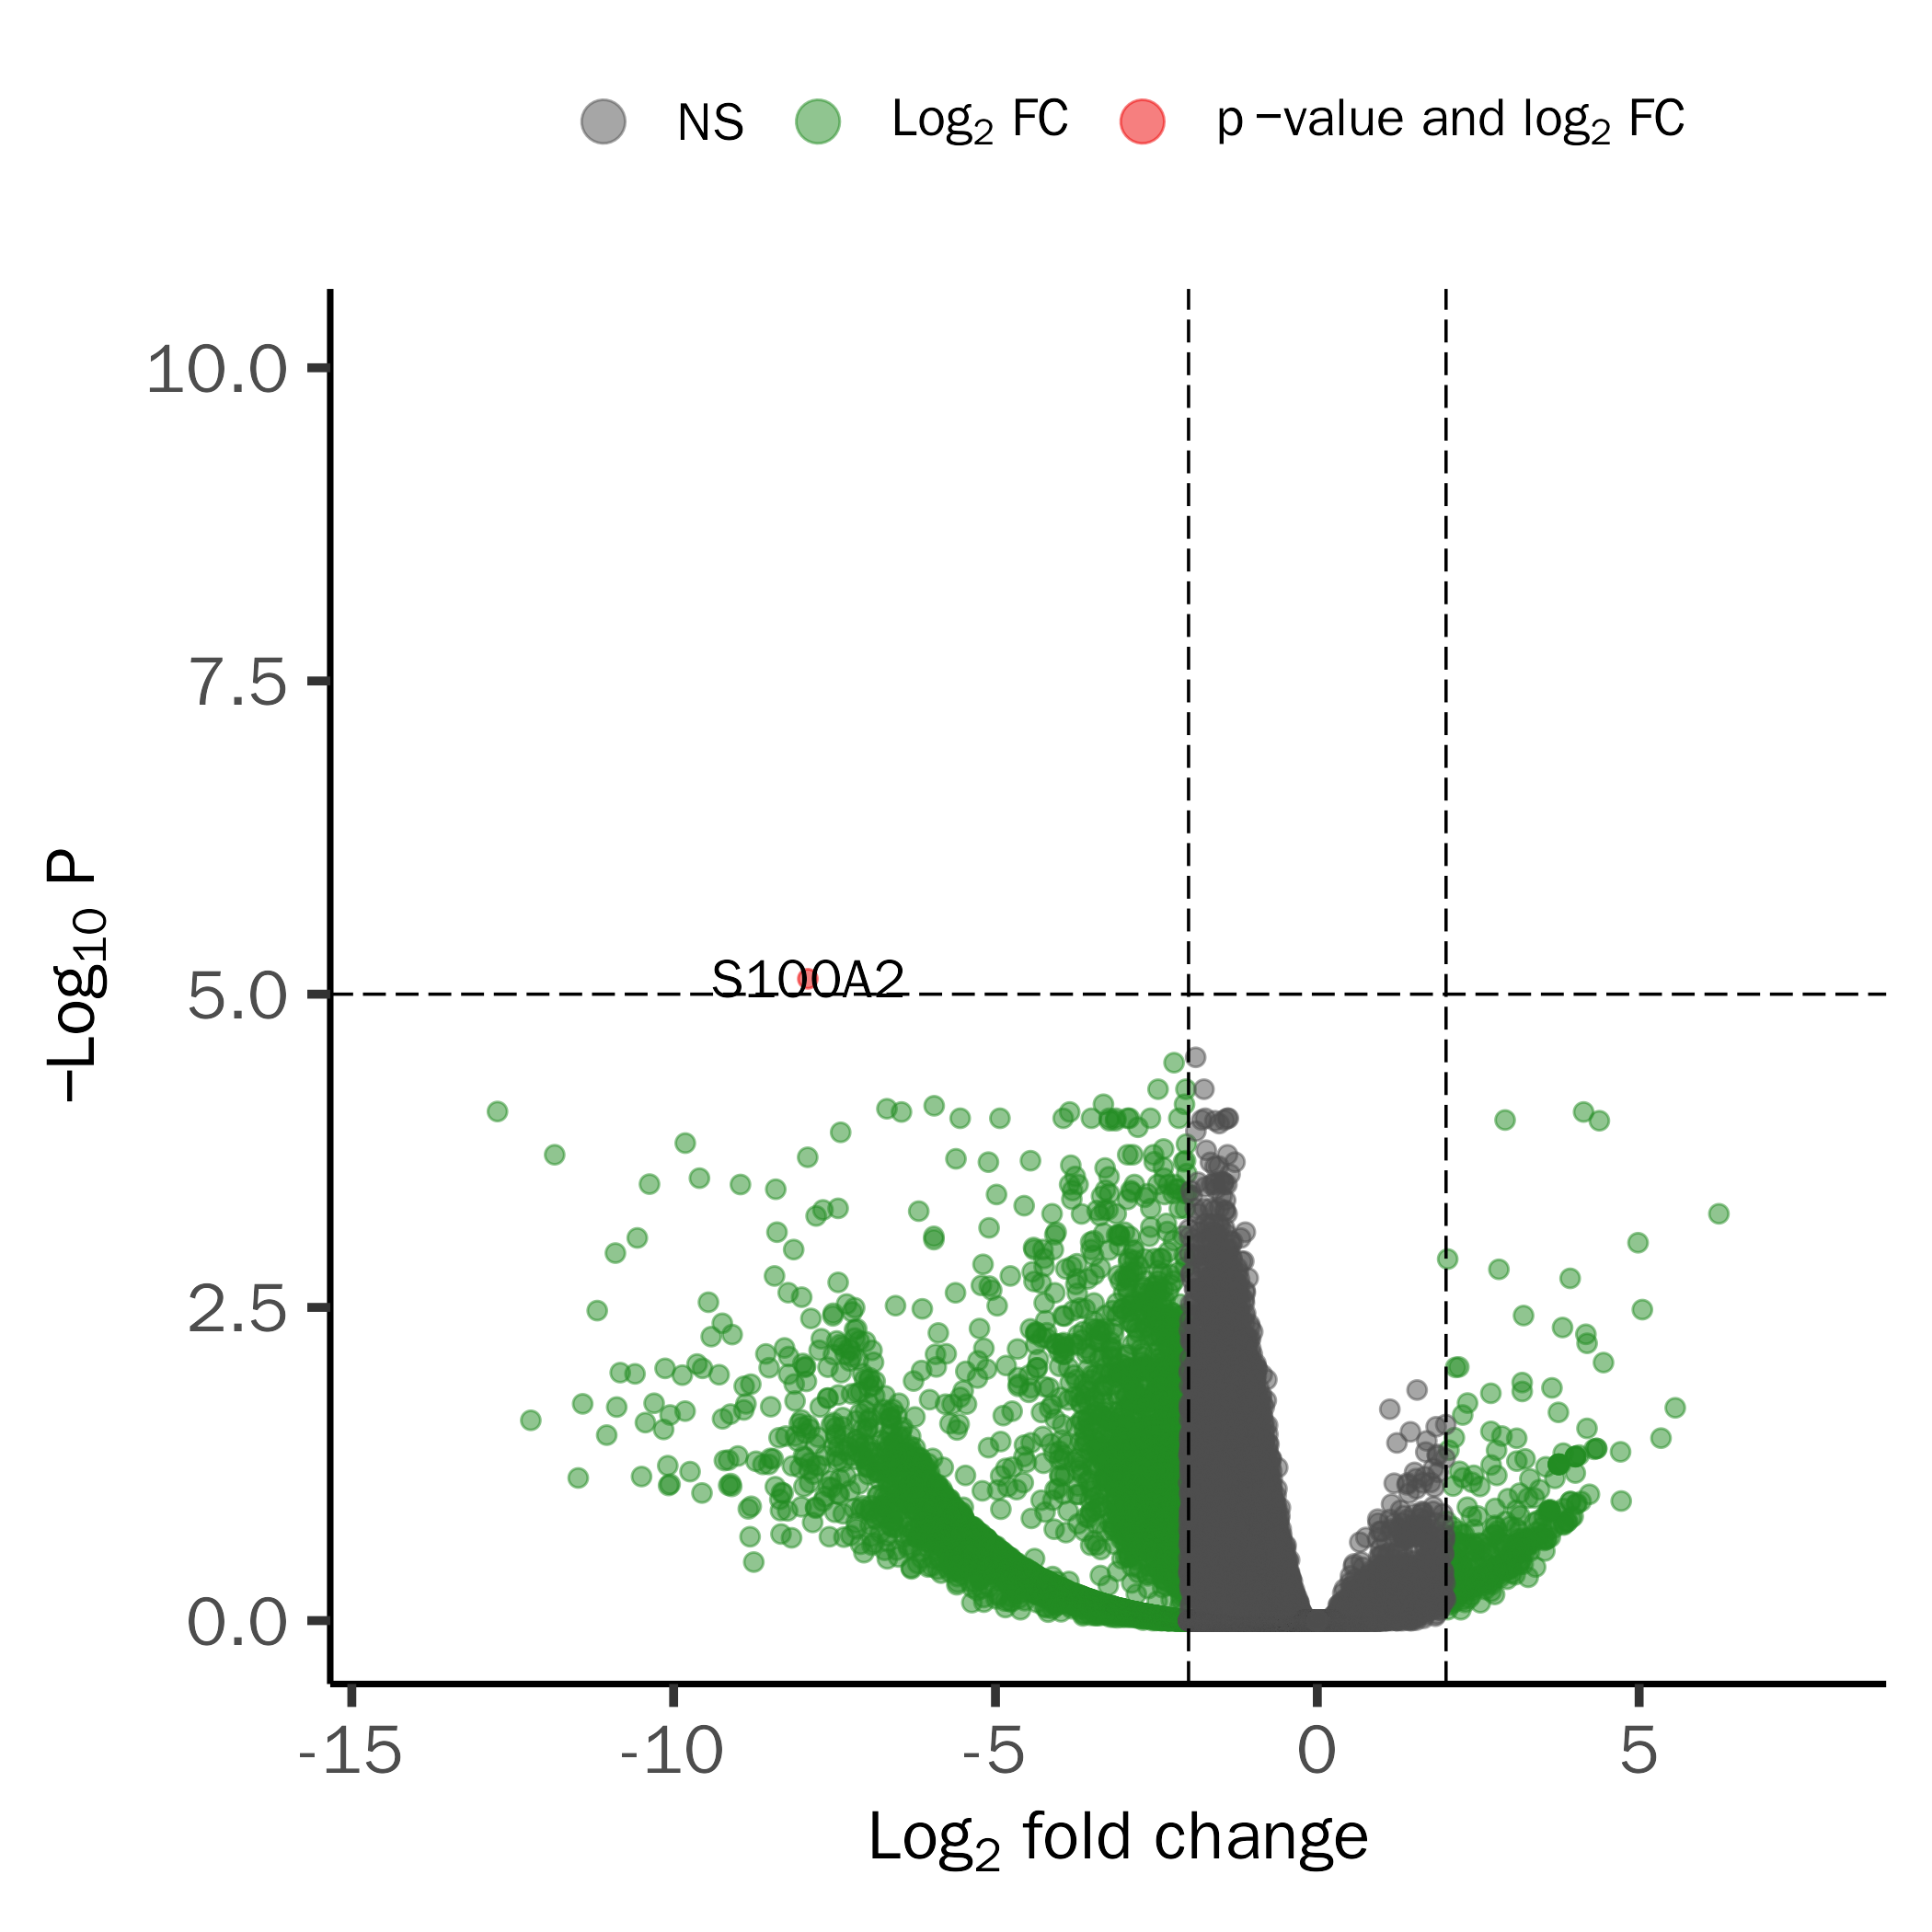 NS Log₂ FC p −value and log₂ FC
10.0
7.5
5.0
2.5
0.0
−Log₁₀ P
S100A2
-15 -10 -5 0 5
Log₂ fold change